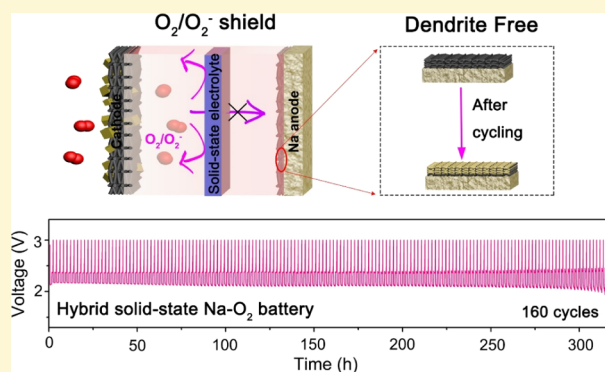 O₂/O₂⁻ shield
Dendrite Free
Cathode
O₂/O₂⁻
Solid-state electrolyte
Na anode
After
cycling
Voltage (V)
3
2
Hybrid solid-state Na-O₂ battery
160 cycles
0 50 100 150 200 250 300
Time (h)